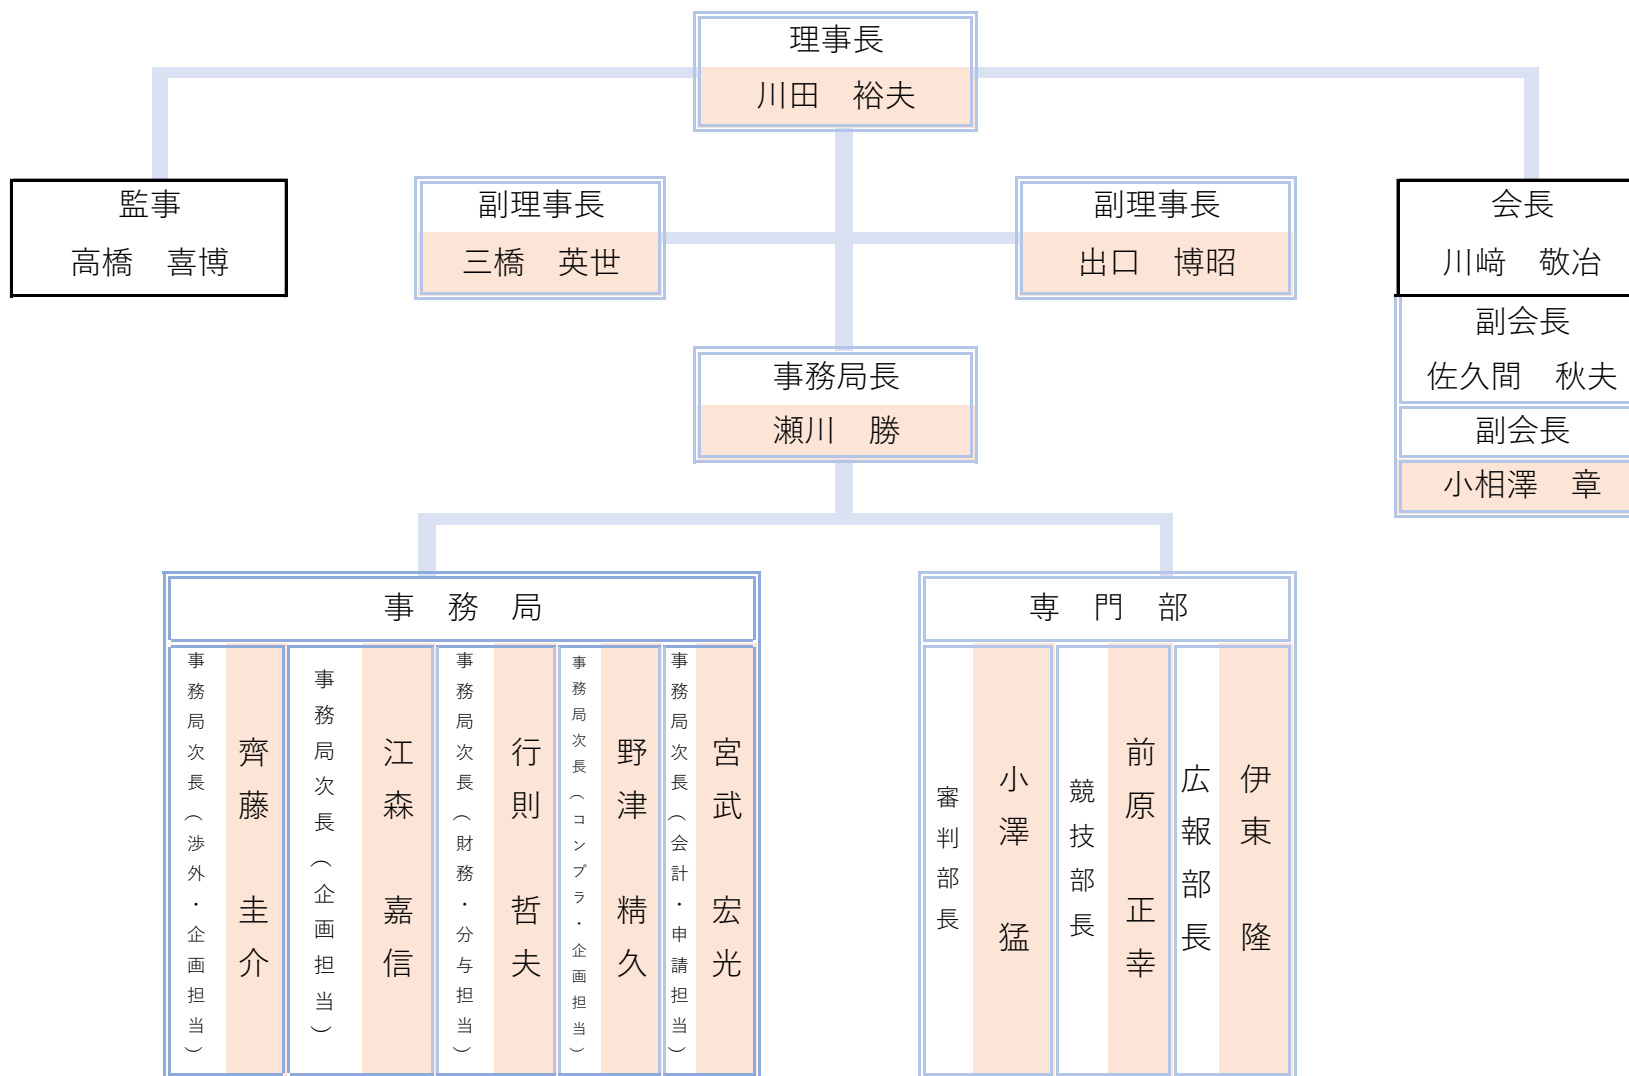 理事長
川田　裕夫
監事
高橋　喜博
副理事長
三橋　英世
副理事長
出口　博昭
会長
川﨑　敬冶
副会長
佐久間　秋夫
副会長
小相澤　章
事務局長
瀬川　勝
事　務　局
事務局次長（渉外・企画担当）
齊藤　圭介
事務局次長（企画担当）
江森　嘉信
事務局次長（財務・分与担当）
行則　哲夫
事務局次長（コンプラ・企画担当）
野津　精久
事務局次長（会計・申請担当）
宮武　宏光
専　門　部
審判部長
小澤　猛
競技部長
前原　正幸
広報部長
伊東　隆